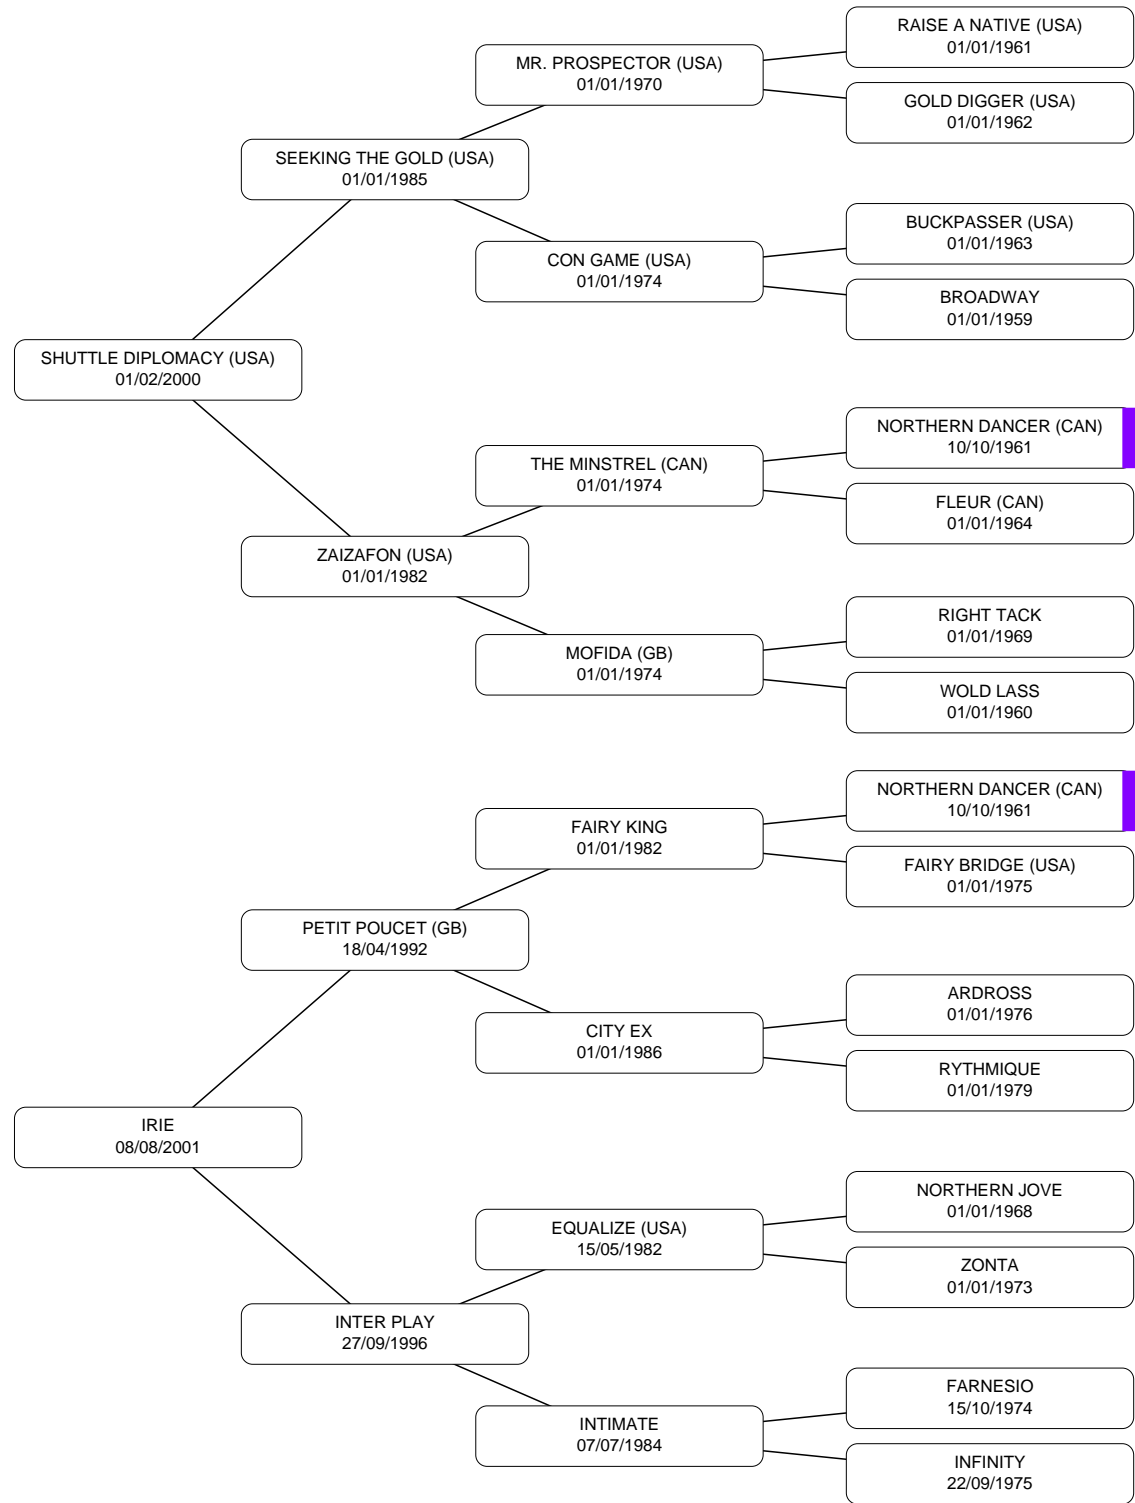 RAISE A NATIVE (USA)
01/01/1961
MR. PROSPECTOR (USA)
01/01/1970
GOLD DIGGER (USA)
01/01/1962
SEEKING THE GOLD (USA)
01/01/1985
BUCKPASSER (USA)
01/01/1963
CON GAME (USA)
01/01/1974
BROADWAY
01/01/1959
SHUTTLE DIPLOMACY (USA)
01/02/2000
NORTHERN DANCER (CAN)
10/10/1961
THE MINSTREL (CAN)
01/01/1974
FLEUR (CAN)
01/01/1964
ZAIZAFON (USA)
01/01/1982
RIGHT TACK
01/01/1969
MOFIDA (GB)
01/01/1974
WOLD LASS
01/01/1960
NORTHERN DANCER (CAN)
10/10/1961
FAIRY KING
01/01/1982
FAIRY BRIDGE (USA)
01/01/1975
PETIT POUCET (GB)
18/04/1992
ARDROSS
01/01/1976
CITY EX
01/01/1986
RYTHMIQUE
01/01/1979
IRIE
08/08/2001
NORTHERN JOVE
01/01/1968
EQUALIZE (USA)
15/05/1982
ZONTA
01/01/1973
INTER PLAY
27/09/1996
FARNESIO
15/10/1974
INTIMATE
07/07/1984
INFINITY
22/09/1975